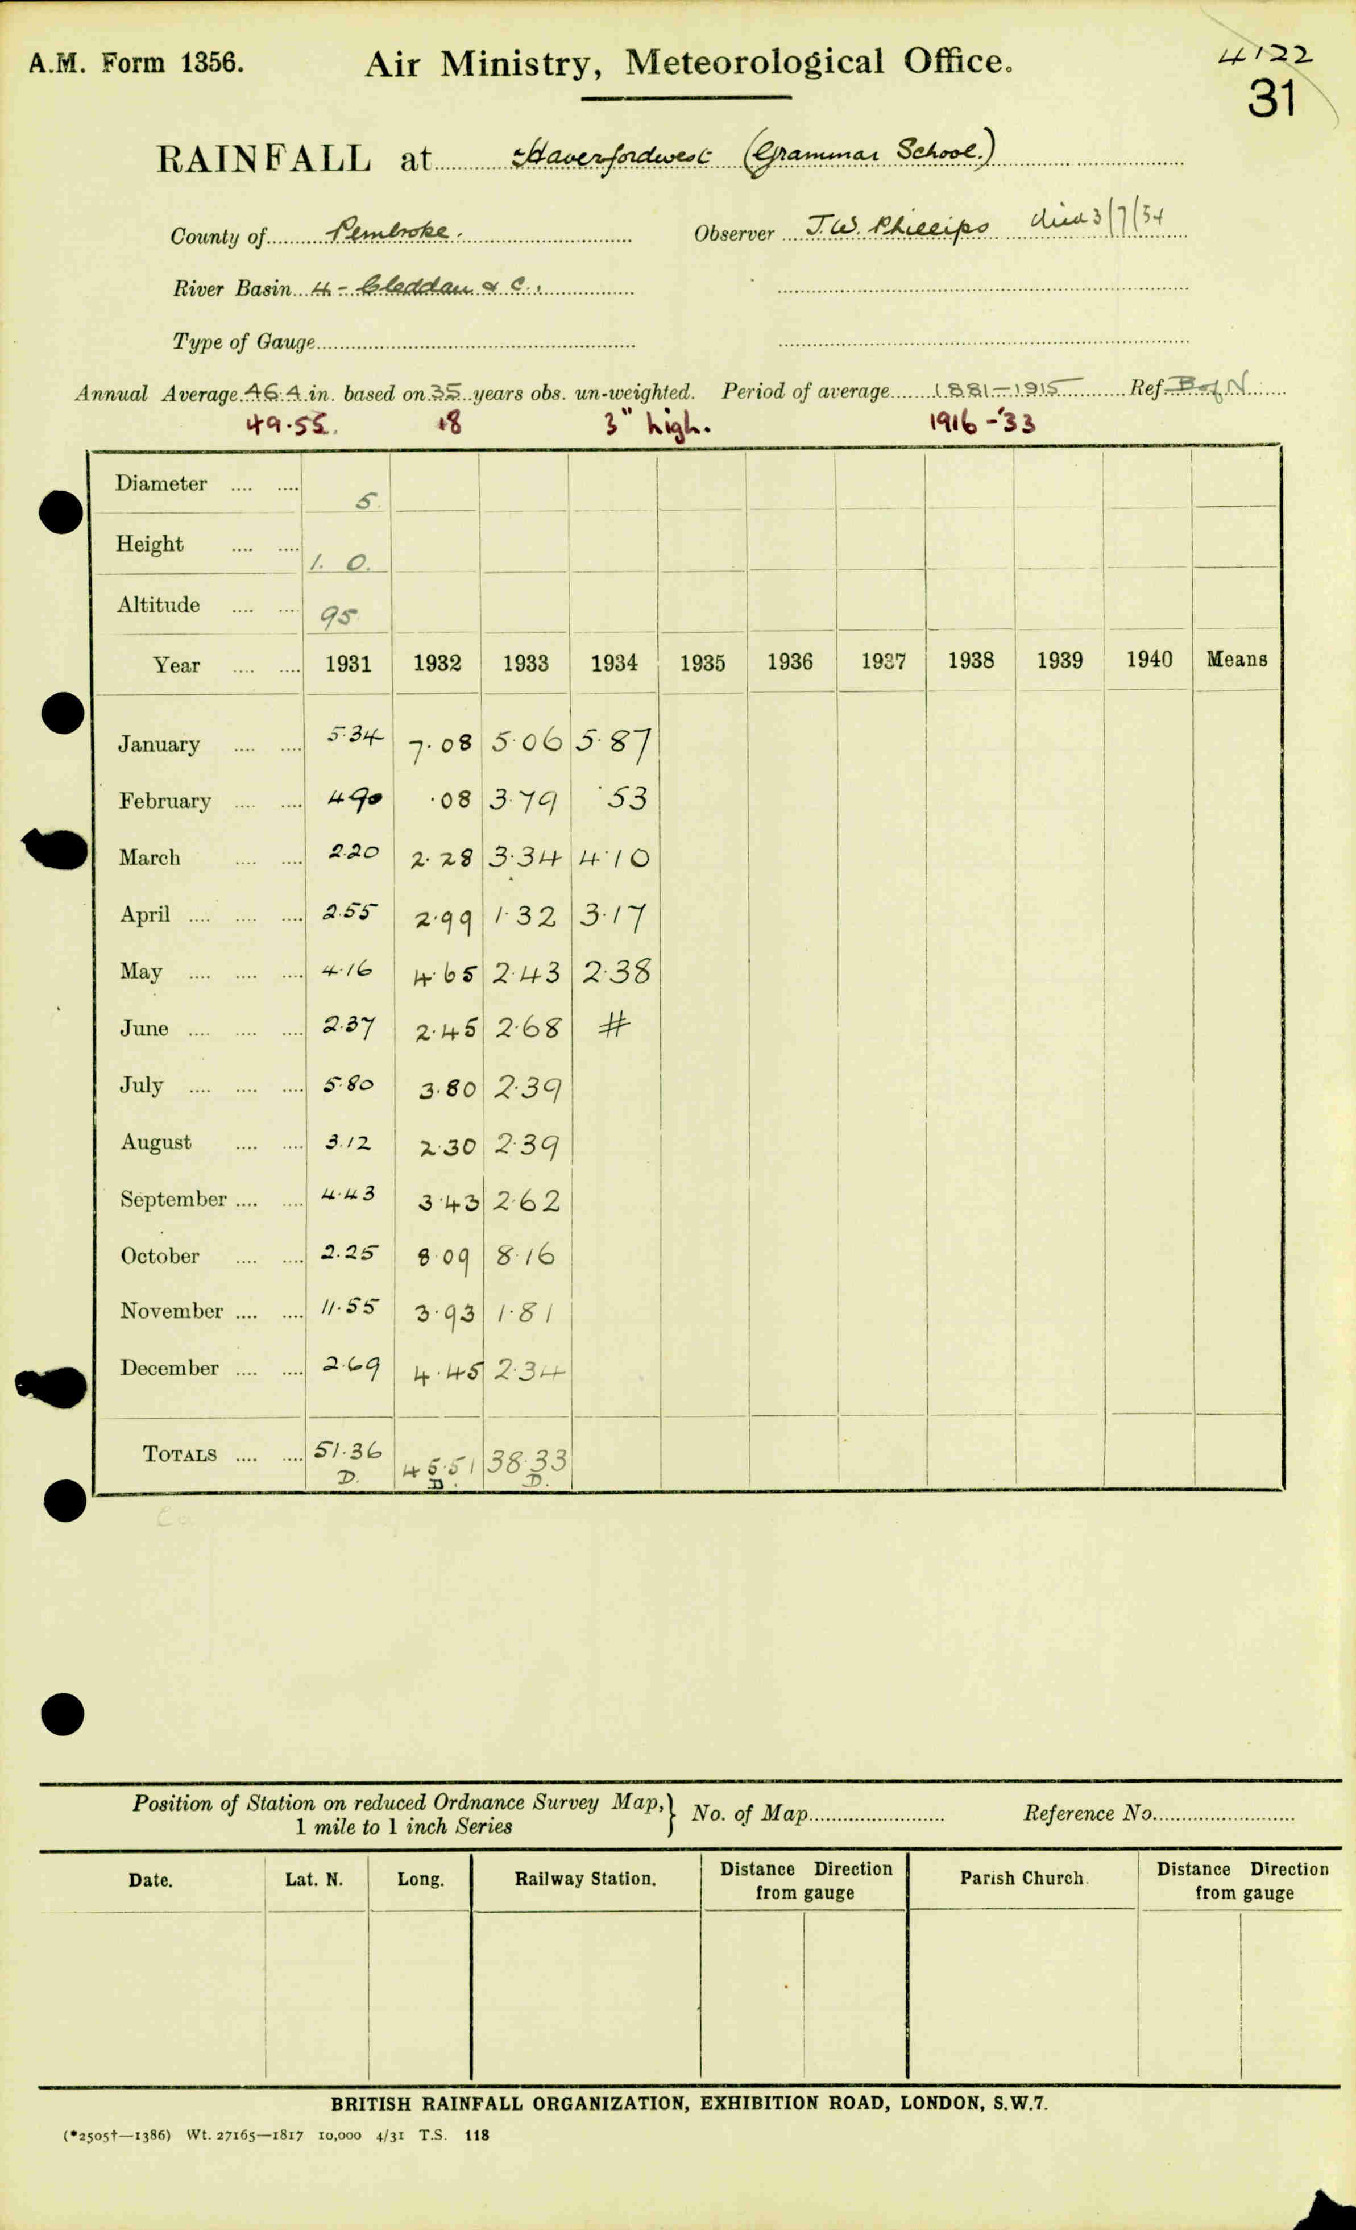 A.M. Form 1356. Air Ministry, Meteorological Office. 4122
31
RAINFALL at Haverfordwest (Grammar School.)
County of Pembroke. Observer J.W. Phillips died 3/7/34
River Basin 4 - Cleddau & C.
Type of Gauge
Annual Average 46.4 in. based on 35 years obs. un-weighted. Period of average 1881-1915 Ref. B of N
49.55. 18 3" high. 1916-'33
Diameter 5.
Height 1. 0.
Altitude 95
Year 1931 1932 1933 1934 1935 1936 1937 1938 1939 1940 Means
January 5.34 7.08 5.06 5.87
February 4.90 .08 3.79 .53
March 2.20 2.28 3.34 4.10
April 2.55 2.99 1.32 3.17
May 4.16 4.65 2.43 2.38
June 2.37 2.45 2.68 #
July 5.80 3.80 2.39
August 3.12 2.30 2.39
September 4.43 3.43 2.62
October 2.25 8.09 8.16
November 11.55 3.93 1.81
December 2.69 4.45 2.34
TOTALS 51.36 45.51 38.33
D. D. D.
Position of Station on reduced Ordnance Survey Map, } No. of Map Reference No.
1 mile to 1 inch Series
Date. Lat. N. Long. Railway Station. Distance Direction Parish Church. Distance Direction
from gauge from gauge
BRITISH RAINFALL ORGANIZATION, EXHIBITION ROAD, LONDON, S.W.7.
(*2505†—1386) Wt. 27165—1817 10,000 4/31 T.S. 118